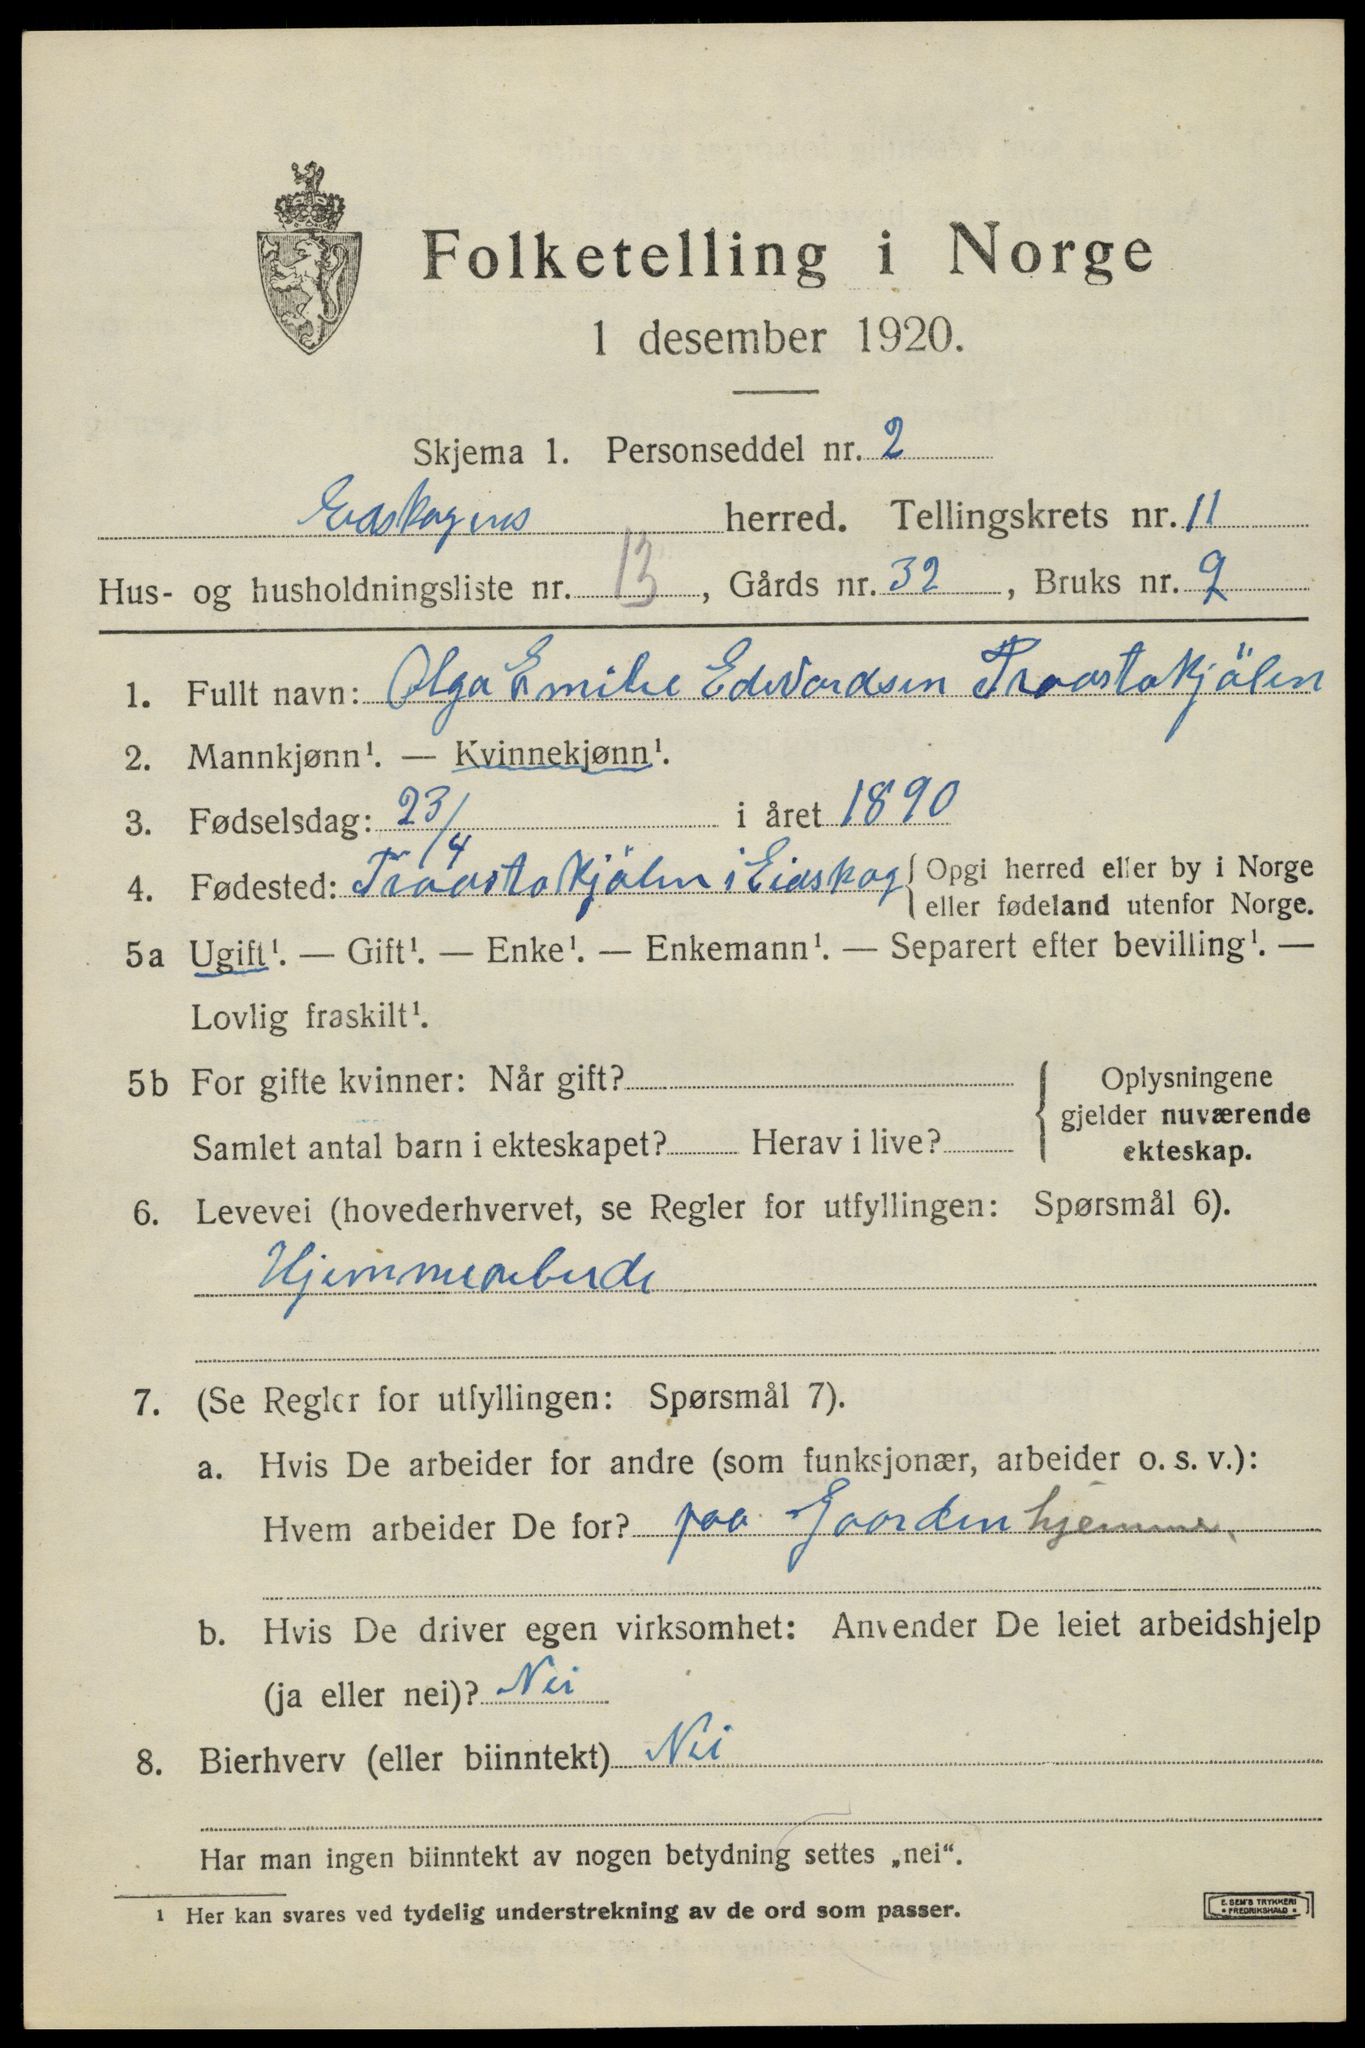 Folketelling i Norge
1 desember 1920.
Skjema 1. Personseddel nr. 2
Eidskogens herred. Tellingskrets nr. 11
Hus- og husholdningsliste nr. 13, Gårds nr. 32, Bruks nr. 2
1. Fullt navn: Olga Emilie Edvardsen Traastakjölen
2. Mannkjønn¹. — Kvinnekjønn¹.
3. Fødselsdag: 23/4 i året 1890
4. Fødested: Traastakjölen i Eidskog { Opgi herred eller by i Norge
eller fødeland utenfor Norge.
5a Ugift¹. — Gift¹. — Enke¹. — Enkemann¹. — Separert efter bevilling¹. —
Lovlig fraskilt¹.
5b For gifte kvinner: Når gift?
Samlet antal barn i ekteskapet? Herav i live?
{ Oplysningene
gjelder nuværende
ekteskap.
6. Levevei (hovederhvervet, se Regler for utfyllingen: Spørsmål 6).
Hjemmearbeide
7. (Se Regler for utfyllingen: Spørsmål 7).
a. Hvis De arbeider for andre (som funksjonær, arbeider o. s. v.):
Hvem arbeider De for? paa Gaarden hjemme.
b. Hvis De driver egen virksomhet: Anvender De leiet arbeidshjelp
(ja eller nei)? Nei
8. Bierhverv (eller biinntekt) Nei
Har man ingen biinntekt av nogen betydning settes „nei“.
¹ Her kan svares ved tydelig understrekning av de ord som passer.
E. SEM'S TRYKKERI
FREDRIKSHALD